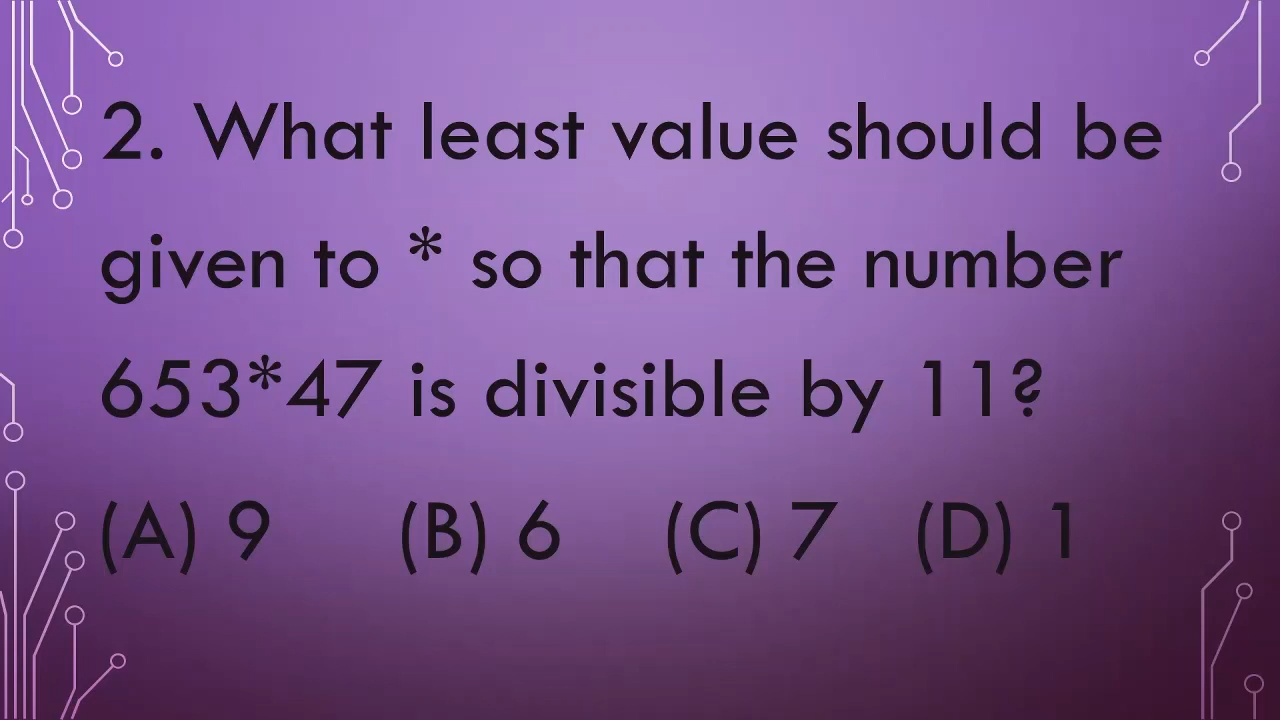 2. What least value should be
given to * so that the number
653*47 is divisible by 11?
(A) 9 (B) 6 (C) 7 (D) 1